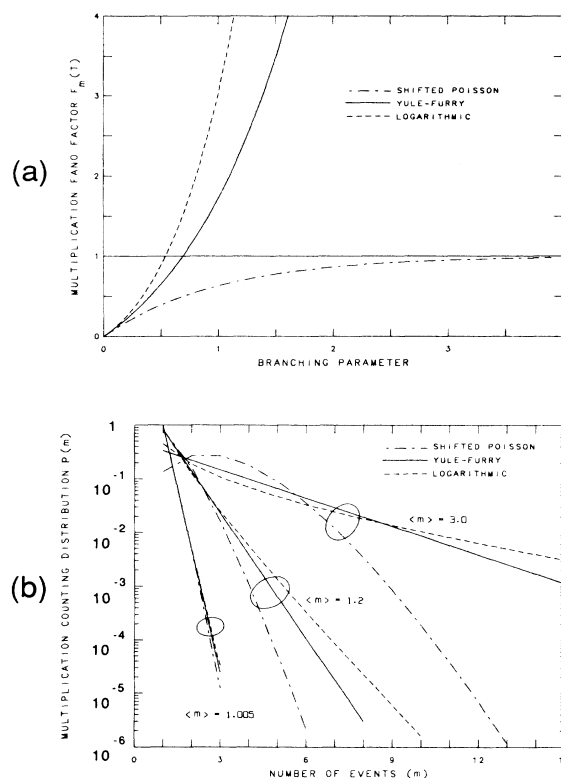 (a)
MULTIPLICATION FANO FACTOR Fm(T)
4
3
2
1
0
SHIFTED POISSON
YULE-FURRY
LOGARITHMIC
0 1 2 3
BRANCHING PARAMETER
(b)
MULTIPLICATION COUNTING DISTRIBUTION P(m)
1
10-1
10-2
10-3
10-4
10-5
10-6
SHIFTED POISSON
YULE-FURRY
LOGARITHMIC
<m> = 3.0
<m> = 1.2
<m> = 1.005
0 3 6 9 12 15
NUMBER OF EVENTS (m)